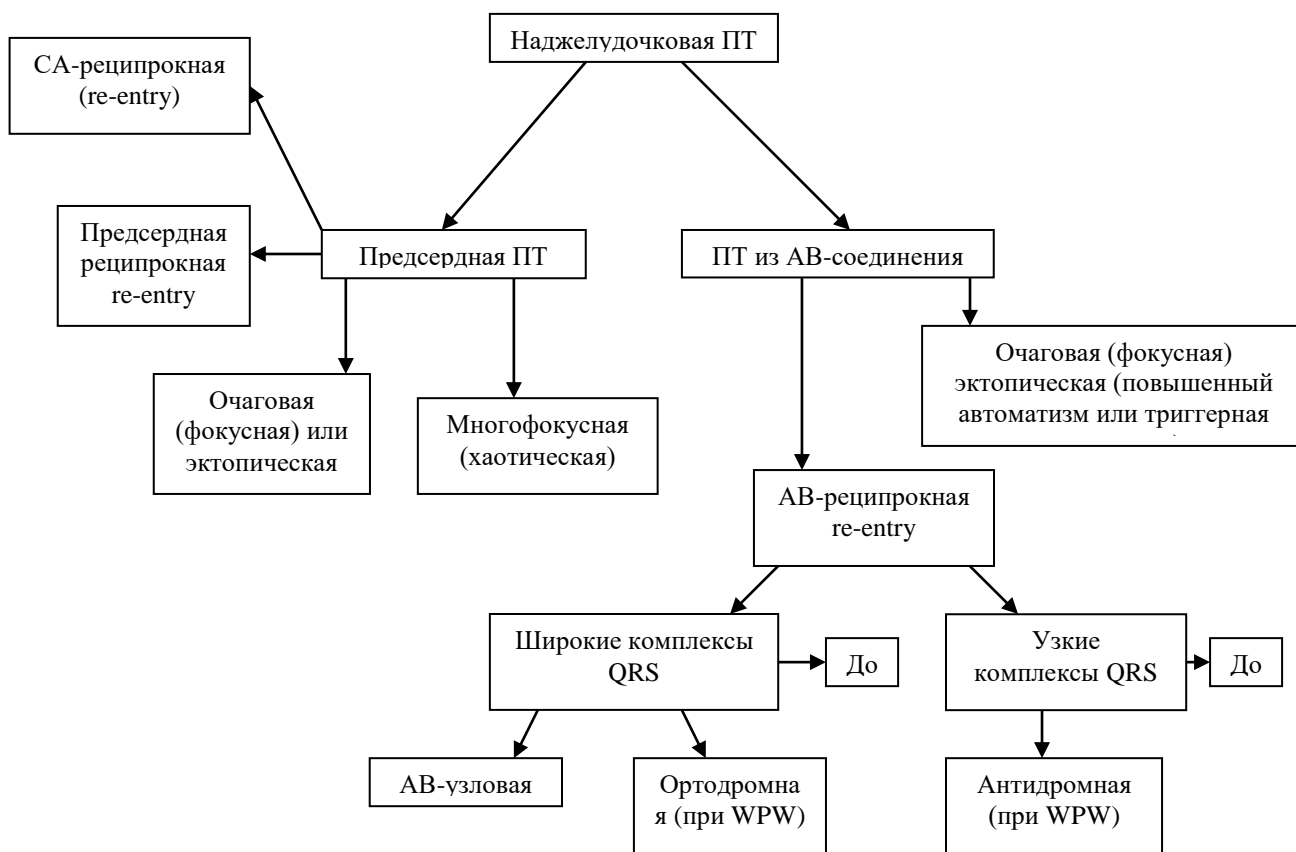 Наджелудочковая ПТ
СА-реципрокная
(re-entry)
Предсердная
реципрокная
re-entry
Предсердная ПТ
ПТ из АВ-соединения
Очаговая
(фокусная) или
эктопическая
Многофокусная
(хаотическая)
Очаговая (фокусная)
эктопическая (повышенный
автоматизм или триггерная
АВ-реципрокная
re-entry
Широкие комплексы
QRS
До
Узкие
комплексы QRS
До
АВ-узловая
Ортодромна
я (при WPW)
Антидромная
(при WPW)